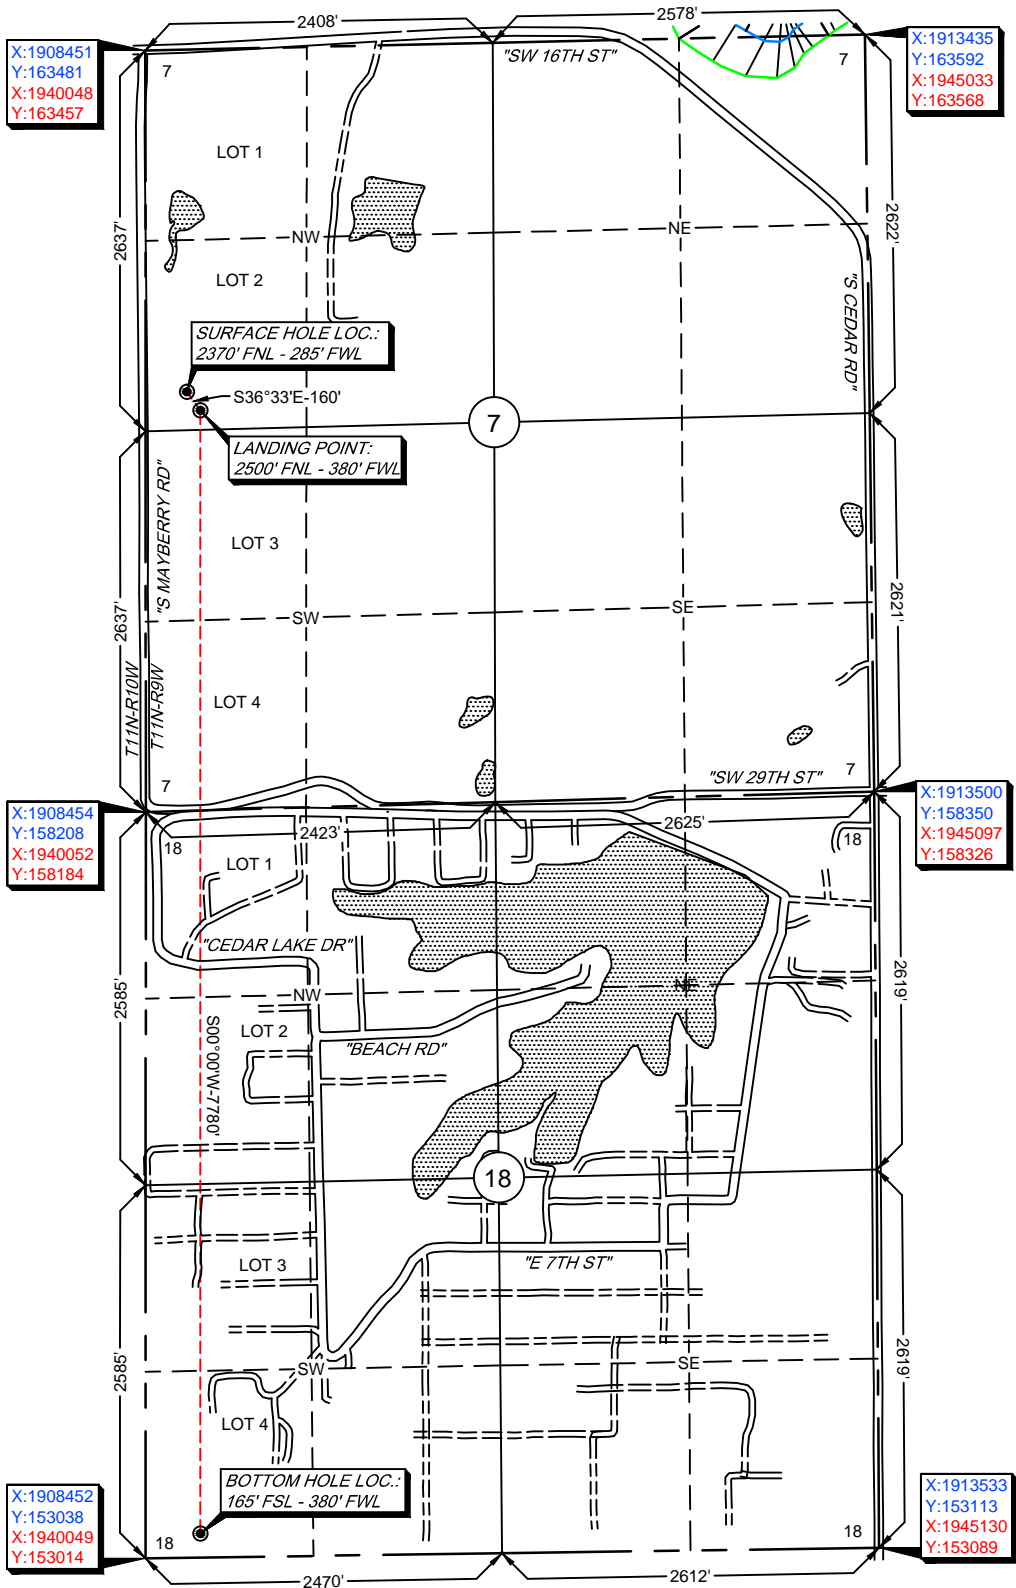 2408'
2578'
X:1908451
Y:163481
X:1940048
Y:163457
X:1913435
Y:163592
X:1945033
Y:163568
7
"SW 16TH ST"
7
LOT 1
2637'
NW
NE
2622'
LOT 2
"S CEDAR RD"
SURFACE HOLE LOC.:
2370' FNL - 285' FWL
S36°33'E-160'
7
LANDING POINT:
2500' FNL - 380' FWL
"S MAYBERRY RD"
LOT 3
2637'
SW
SE
2621'
T11N-R10W
T11N-R9W
LOT 4
7
"SW 29TH ST"
7
X:1908454
Y:158208
X:1940052
Y:158184
X:1913500
Y:158350
X:1945097
Y:158326
2423'
2625'
18
18
LOT 1
"CEDAR LAKE DR"
2585'
NW
NE
2619'
LOT 2
"BEACH RD"
S00°00'W-7780'
18
LOT 3
"E 7TH ST"
2585'
SW
SE
2619'
LOT 4
BOTTOM HOLE LOC.:
165' FSL - 380' FWL
X:1908452
Y:153038
X:1940049
Y:153014
X:1913533
Y:153113
X:1945130
Y:153089
18
18
2470'
2612'